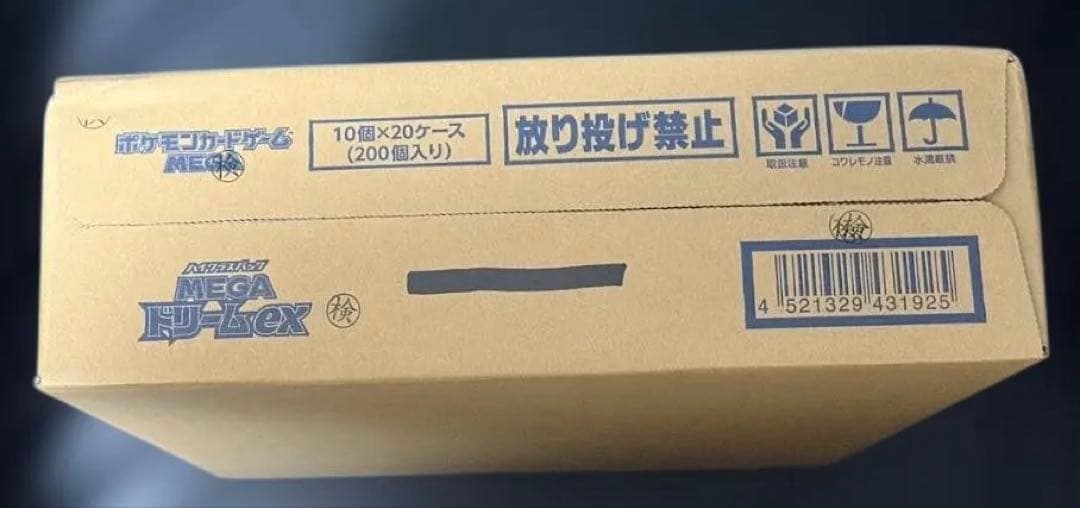 ポケモンカードゲーム
MEGA
検
10個×20ケース
(200個入り)
放り投げ禁止
取扱注意
コワレモノ注意
水濡厳禁
検
ハイクラスパック
MEGA
ドリームex
検
4 521329 431925